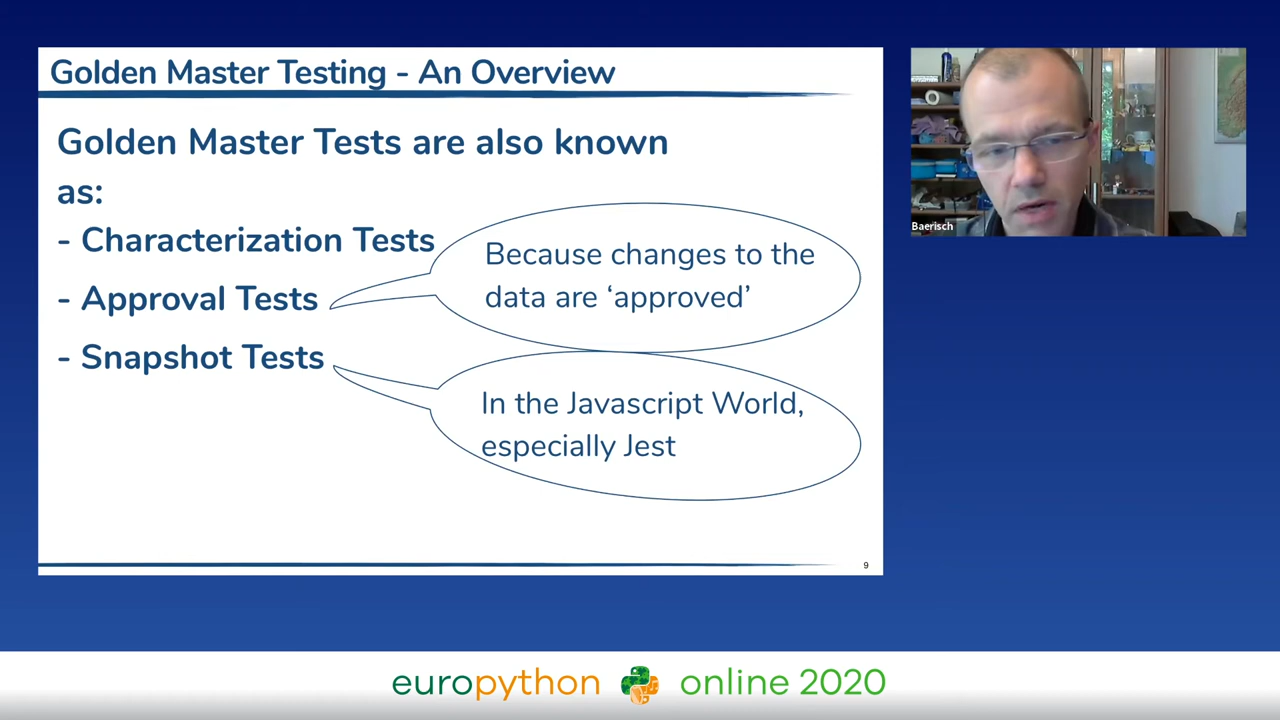 Golden Master Testing - An Overview
Golden Master Tests are also known
as:
- Characterization Tests
- Approval Tests
- Snapshot Tests
Because changes to the
data are ‘approved’
In the Javascript World,
especially Jest
9
Baerisch
europython online 2020